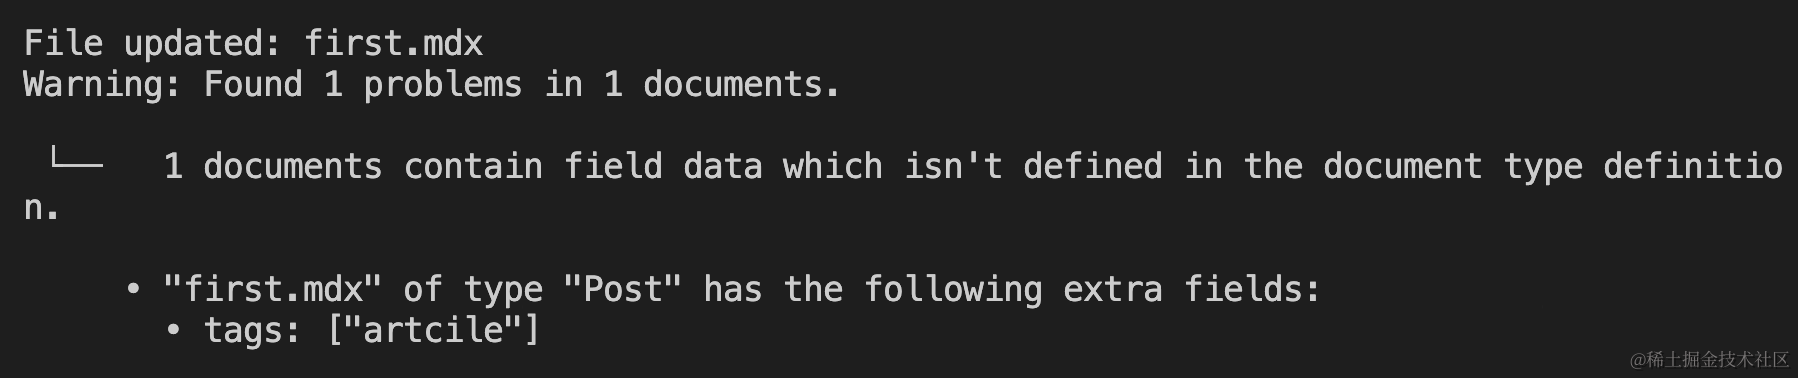 File updated: first.mdx
Warning: Found 1 problems in 1 documents.
└── 1 documents contain field data which isn't defined in the document type definitio
n.
• "first.mdx" of type "Post" has the following extra fields:
• tags: ["artcile"]
@稀土掘金技术社区